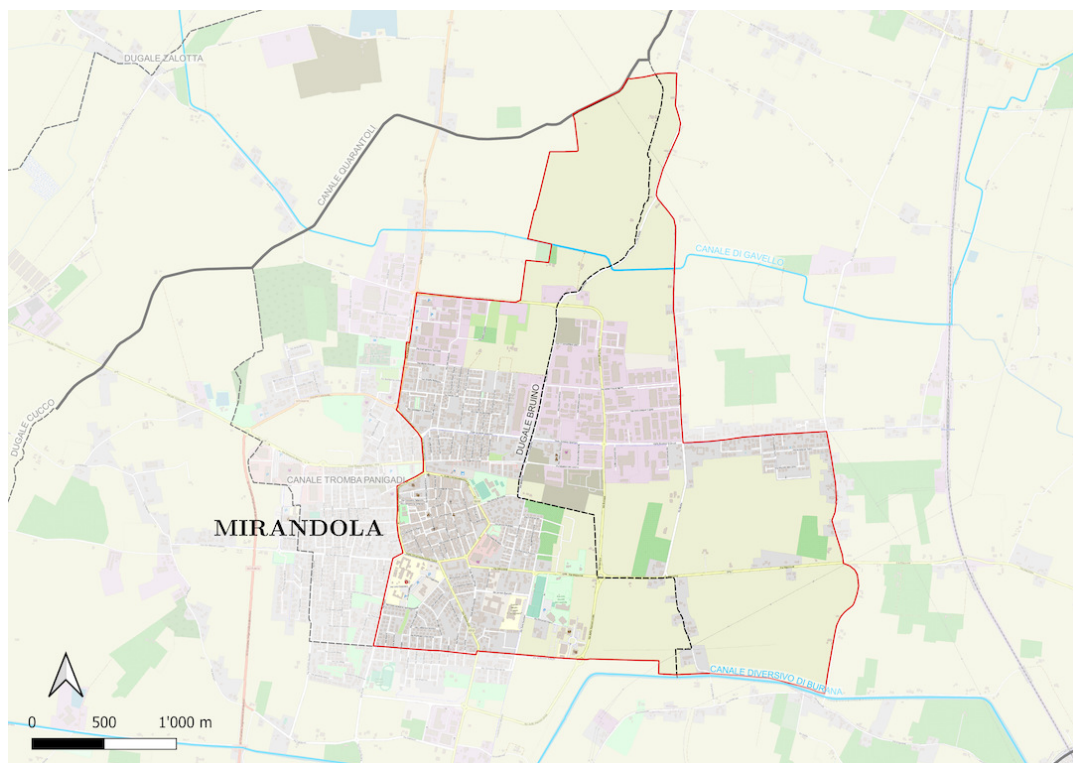 DUGALE ZALOTTA
CANALE QUARANTOLI
CANALE DI GAVELLO
DUGALE CUCCO
DUGALE BRUINO
CANALE TROMBA PANIGADI
MIRANDOLA
CANALE DIVERSIVO DI BURANA
0 500 1'000 m